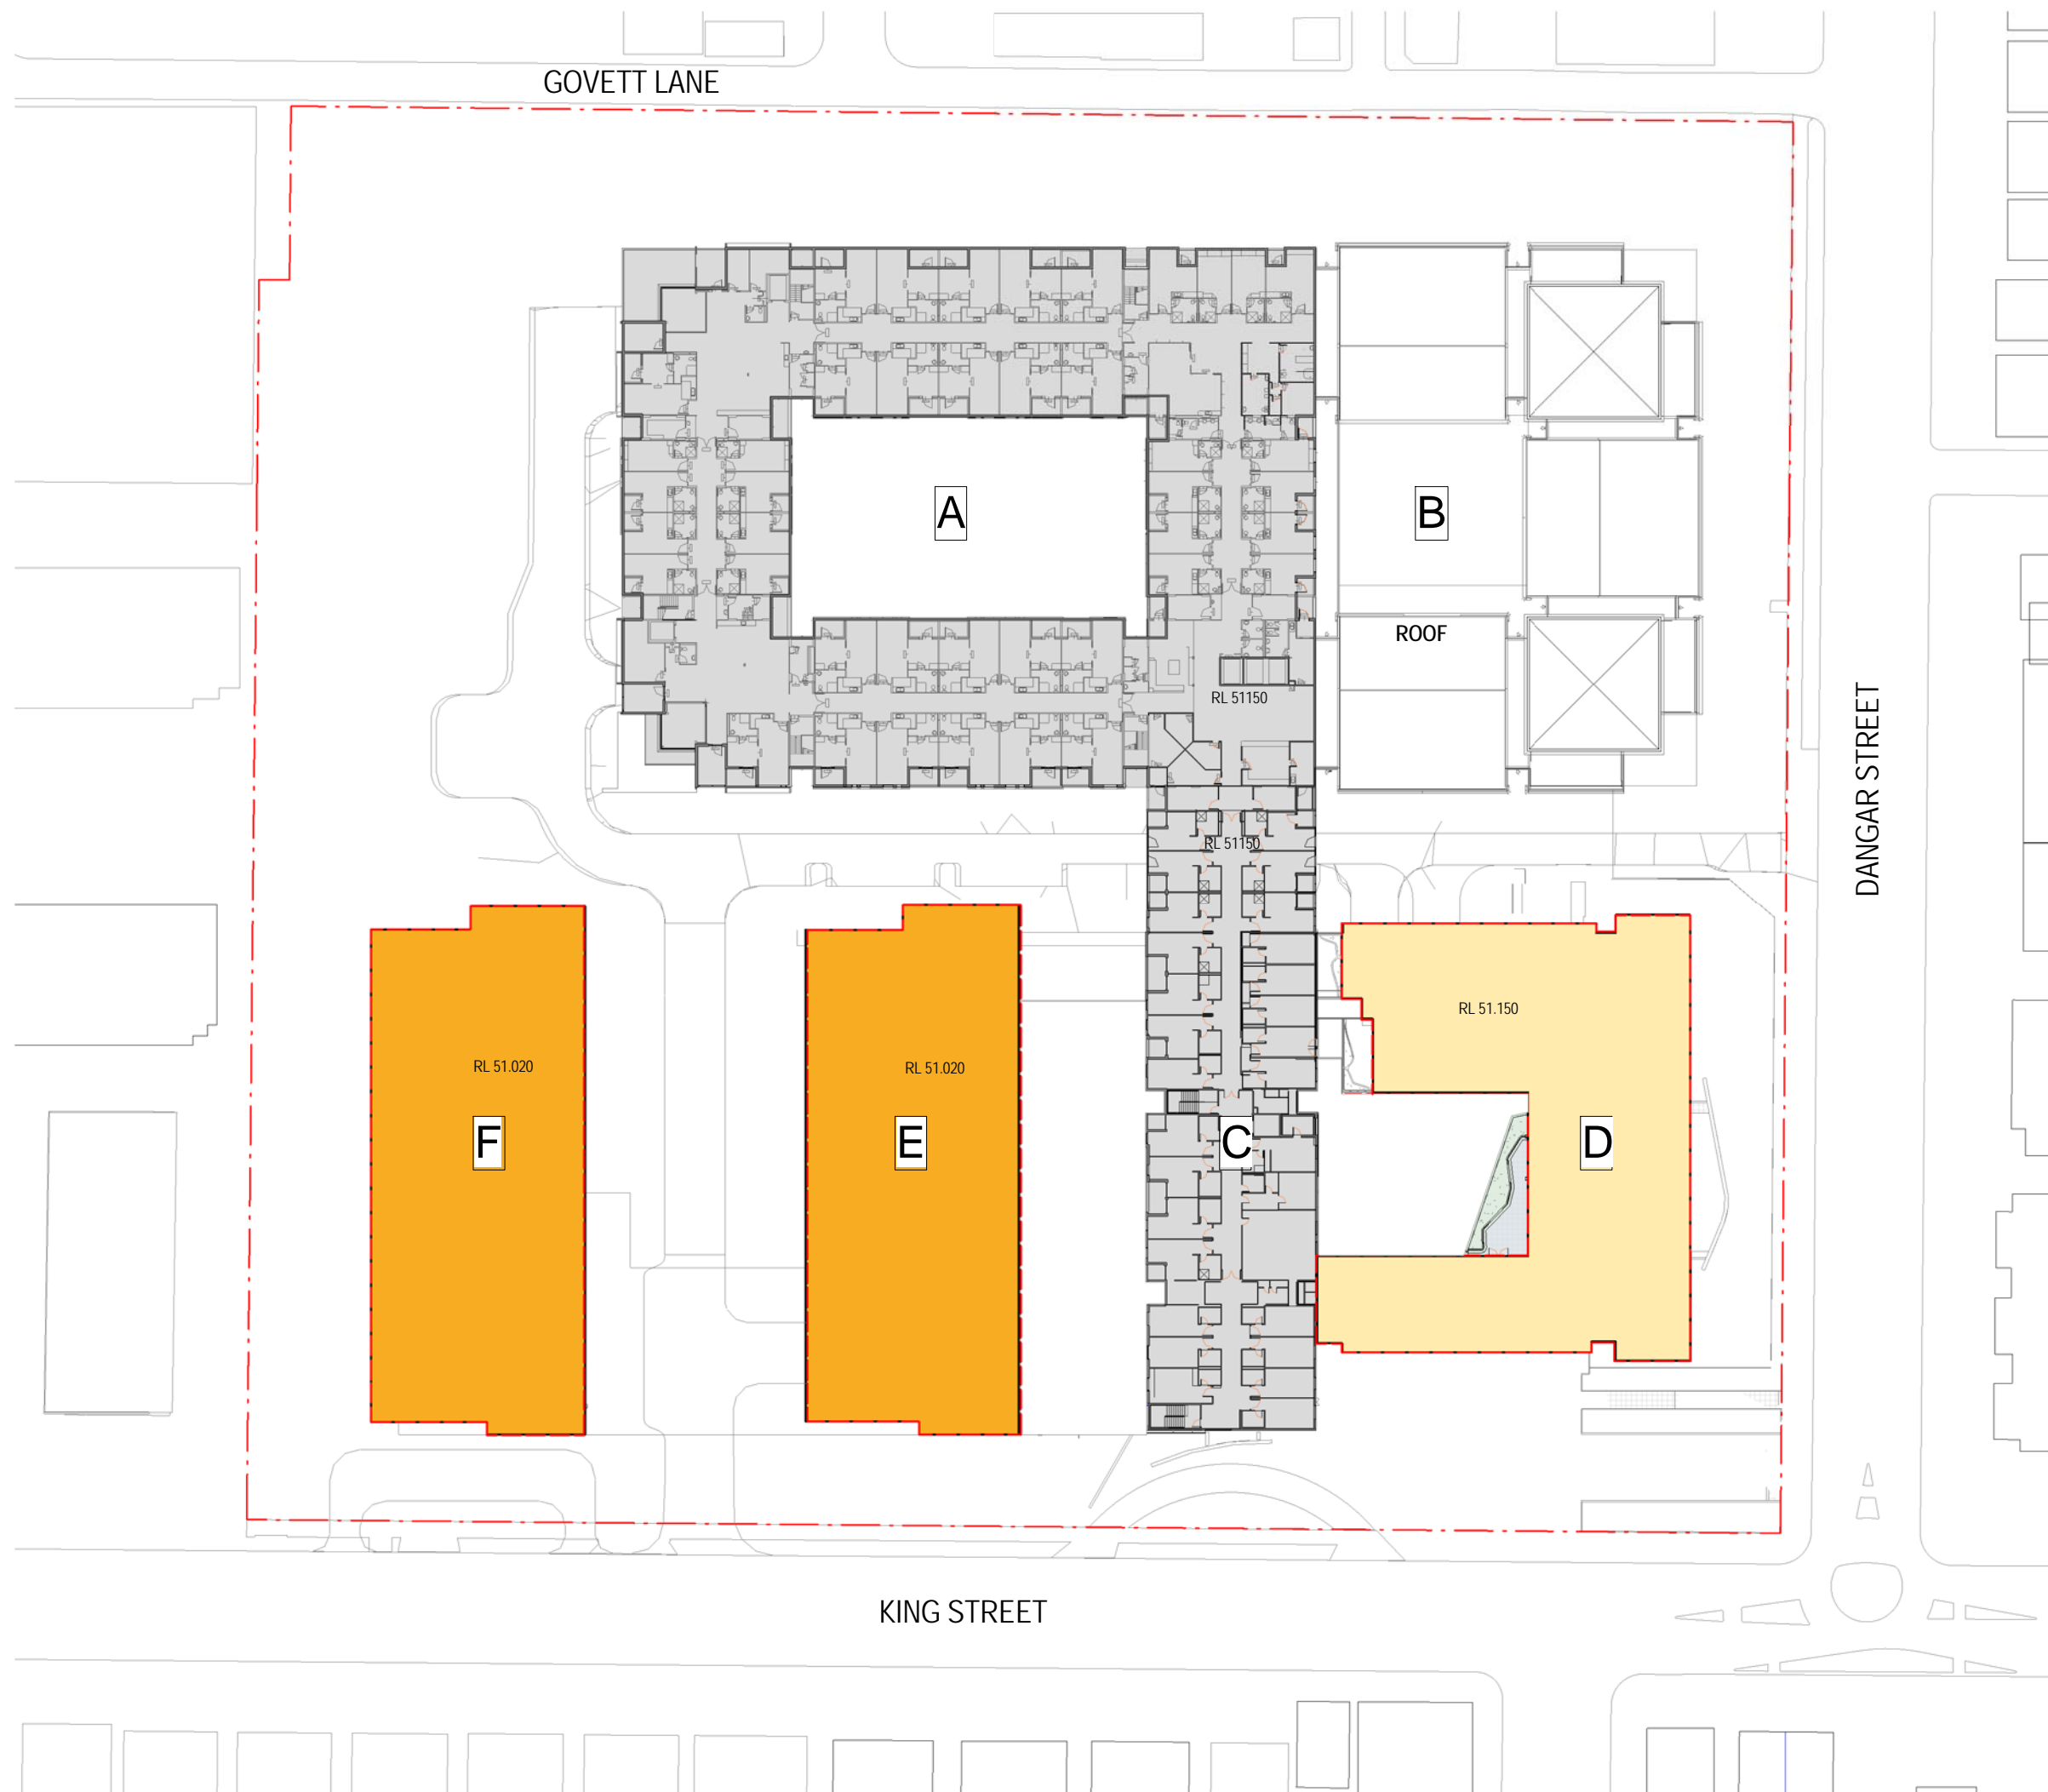 GOVETT LANE
A
B
ROOF
RL 51150
DANGAR STREET
RL 51150
RL 51.150
RL 51.020
RL 51.020
F
E
C
D
KING STREET